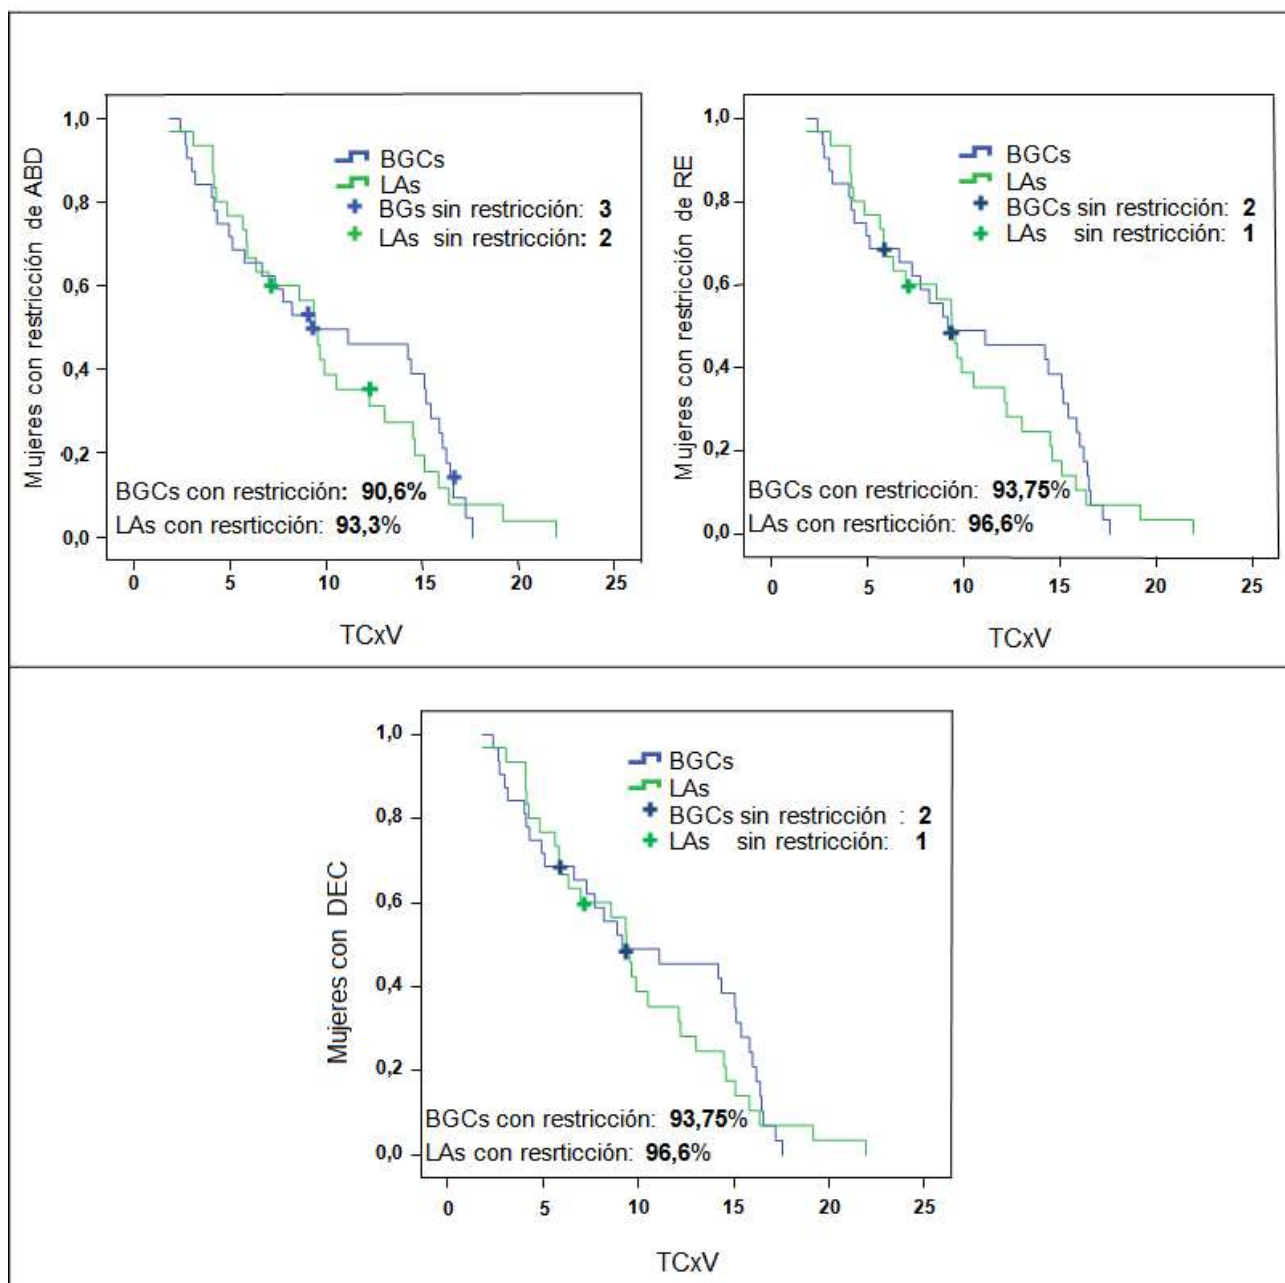 Mujeres con restricción de ABD
1,0
0,8
0,6
0,4
0,2
0,0
BGCs
LAs
BGs sin restricción: 3
LAs sin restricción: 2
BGCs con restricción: 90,6%
LAs con resrticción: 93,3%
0 5 10 15 20 25
TCxV
Mujeres con restricción de RE
1,0
0,8
0,6
0,4
0,2
0,0
BGCs
LAs
BGCs sin restricción: 2
LAs sin restricción: 1
BGCs con restricción: 93,75%
LAs con resrticción: 96,6%
0 5 10 15 20 25
TCxV
Mujeres con DEC
1,0
0,8
0,6
0,4
0,2
0,0
BGCs
LAs
BGCs sin restricción : 2
LAs sin restricción: 1
BGCs con restricción: 93,75%
LAs con resrticción: 96,6%
0 5 10 15 20 25
TCxV